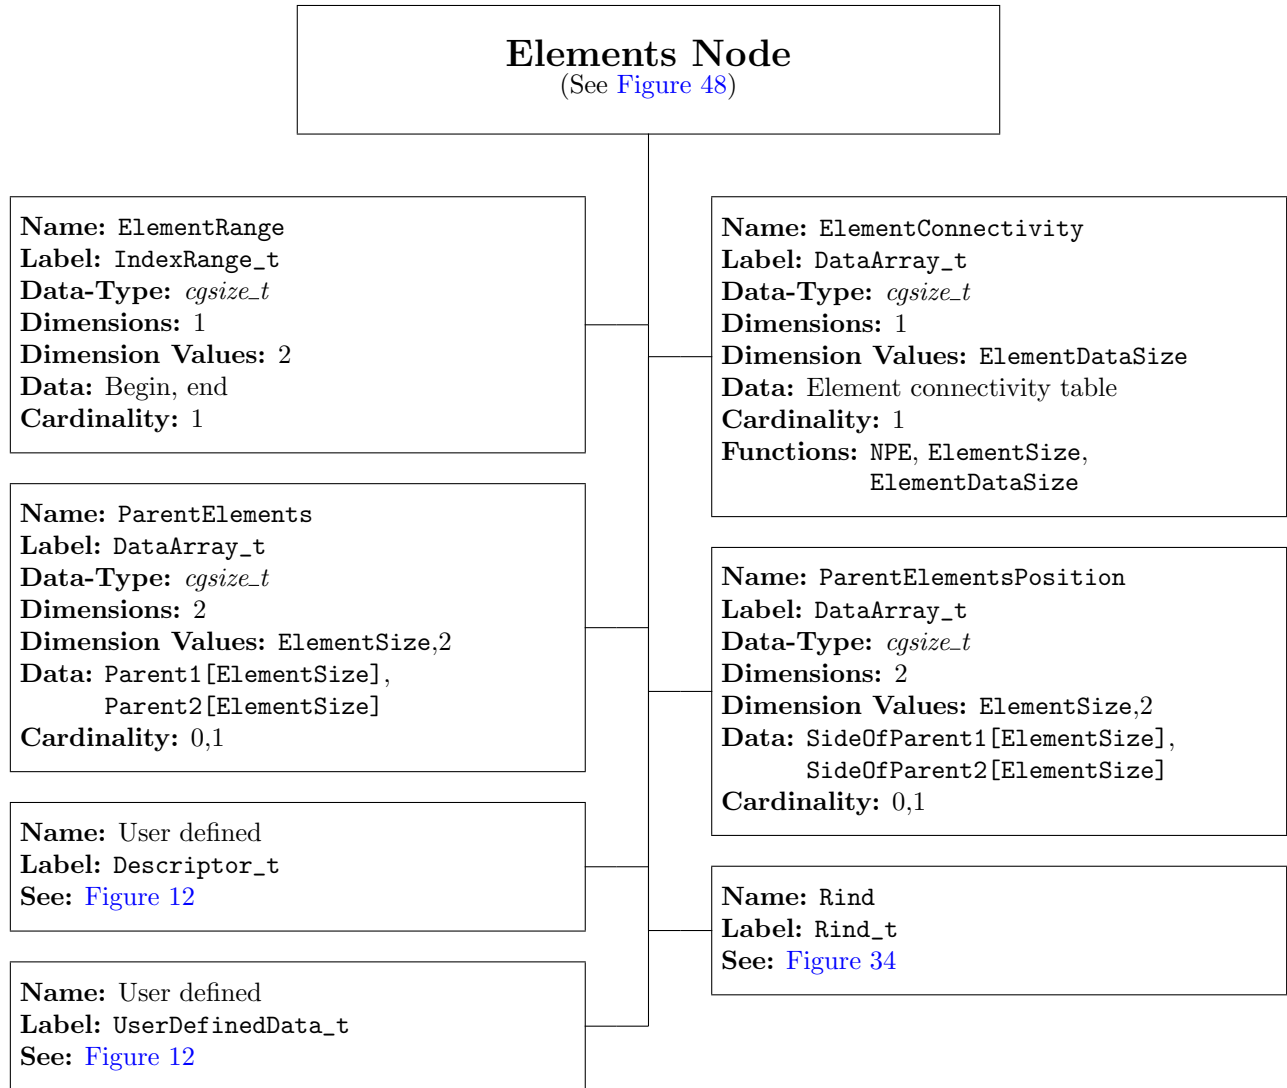 Elements Node
(See Figure 48)
Name: ElementRange
Label: IndexRange_t
Data-Type: cgsize_t
Dimensions: 1
Dimension Values: 2
Data: Begin, end
Cardinality: 1
Name: ElementConnectivity
Label: DataArray_t
Data-Type: cgsize_t
Dimensions: 1
Dimension Values: ElementDataSize
Data: Element connectivity table
Cardinality: 1
Functions: NPE, ElementSize,
ElementDataSize
Name: ParentElements
Label: DataArray_t
Data-Type: cgsize_t
Dimensions: 2
Dimension Values: ElementSize,2
Data: Parent1[ElementSize],
Parent2[ElementSize]
Cardinality: 0,1
Name: ParentElementsPosition
Label: DataArray_t
Data-Type: cgsize_t
Dimensions: 2
Dimension Values: ElementSize,2
Data: SideOfParent1[ElementSize],
SideOfParent2[ElementSize]
Cardinality: 0,1
Name: User defined
Label: Descriptor_t
See: Figure 12
Name: Rind
Label: Rind_t
See: Figure 34
Name: User defined
Label: UserDefinedData_t
See: Figure 12